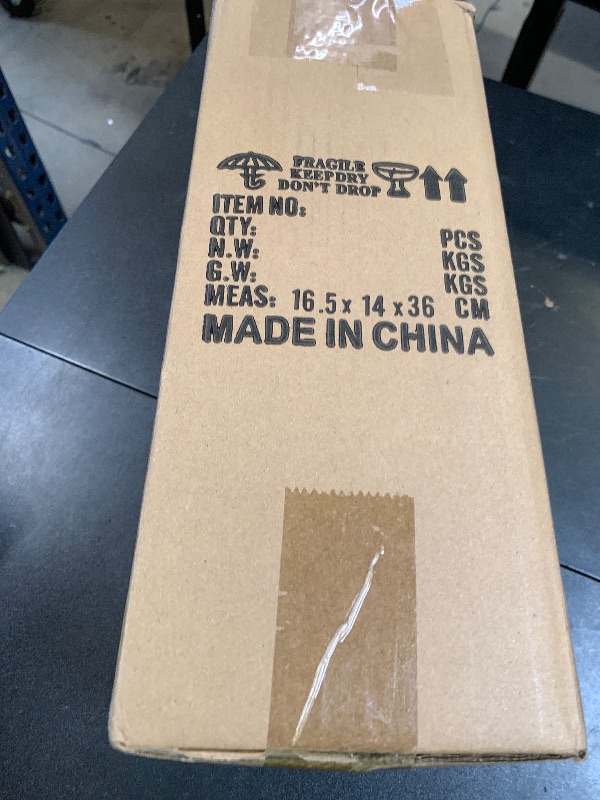 FRAGILE
KEEPDRY
DON'T DROP
ITEM NO:
QTY: PCS
N.W: KGS
G.W: KGS
MEAS: 16.5 x 14 x 36 CM
MADE IN CHINA